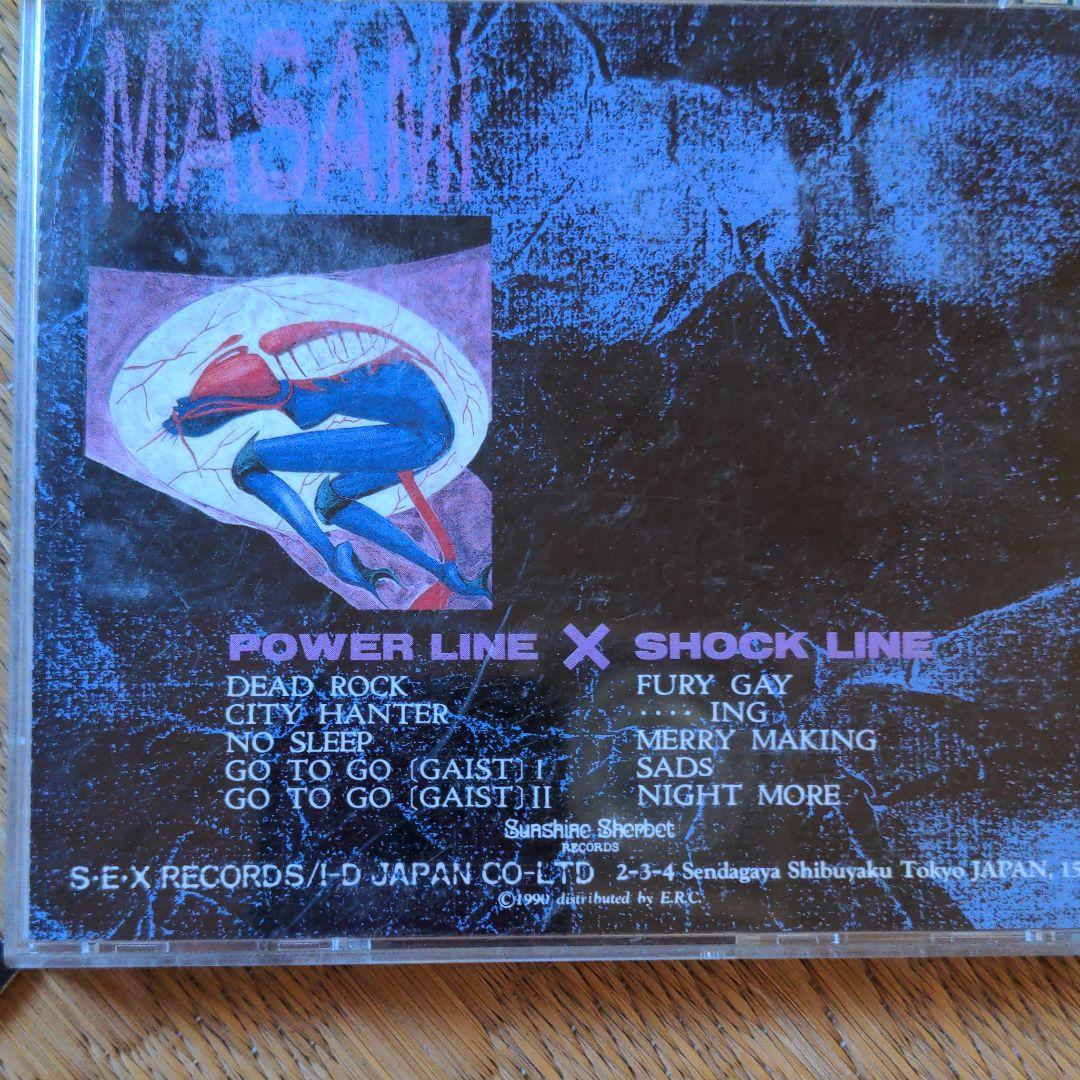 MASAMI
POWER LINE X SHOCK LINE
DEAD ROCK
CITY HANTER
NO SLEEP
GO TO GO [GAIST] I
GO TO GO [GAIST] II
FURY GAY
···· ING
MERRY MAKING
SADS
NIGHT MORE
Sunshine Sherbet
RECORDS
S·E·X RECORDS/I-D JAPAN CO-LTD 2-3-4 Sendagaya Shibuyaku Tokyo JAPAN, 15
©1990 distributed by E.R.C.